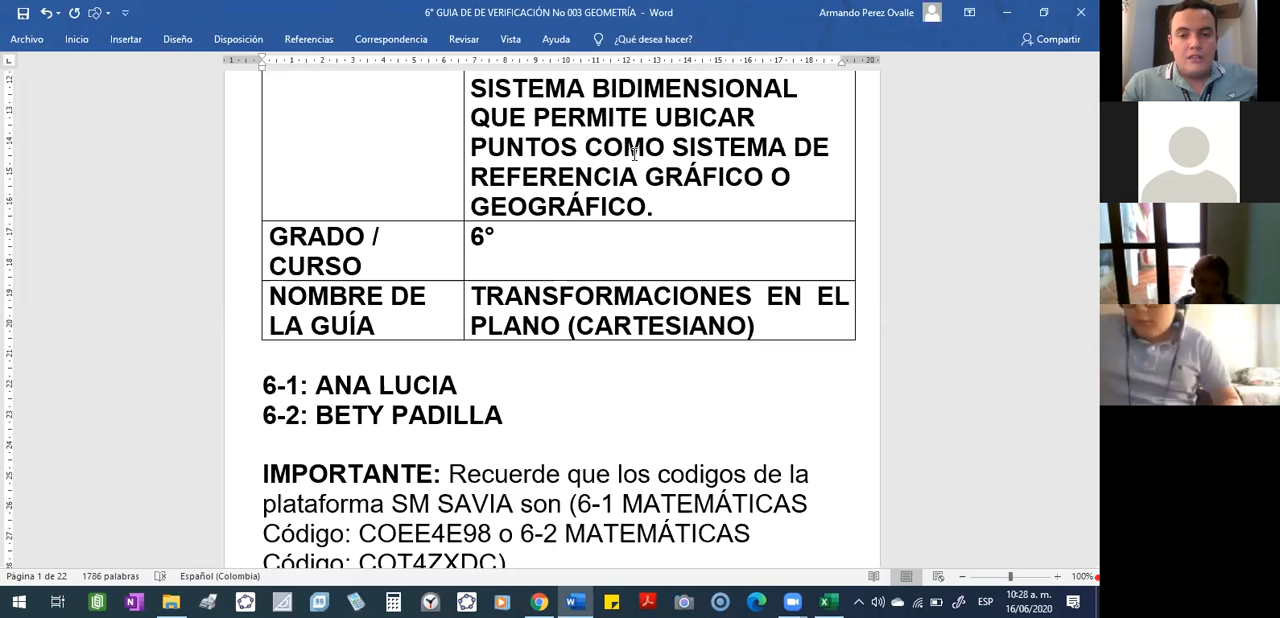 6° GUIA DE DE VERIFICACIÓN No 003 GEOMETRÍA - Word
Armando Perez Ovalle
Archivo Inicio Insertar Diseño Disposición Referencias Correspondencia Revisar Vista Ayuda ¿Qué desea hacer? Compartir
SISTEMA BIDIMENSIONAL
QUE PERMITE UBICAR
PUNTOS COMO SISTEMA DE
REFERENCIA GRÁFICO O
GEOGRÁFICO.
GRADO / 6°
CURSO
NOMBRE DE TRANSFORMACIONES EN EL
LA GUÍA PLANO (CARTESIANO)
6-1: ANA LUCIA
6-2: BETY PADILLA
IMPORTANTE: Recuerde que los codigos de la
plataforma SM SAVIA son (6-1 MATEMÁTICAS
Código: COEE4E98 o 6-2 MATEMÁTICAS
Código: COT4ZXDC)
Página 1 de 22 1786 palabras Español (Colombia) 100%
ESP 10:28 a. m.
16/06/2020